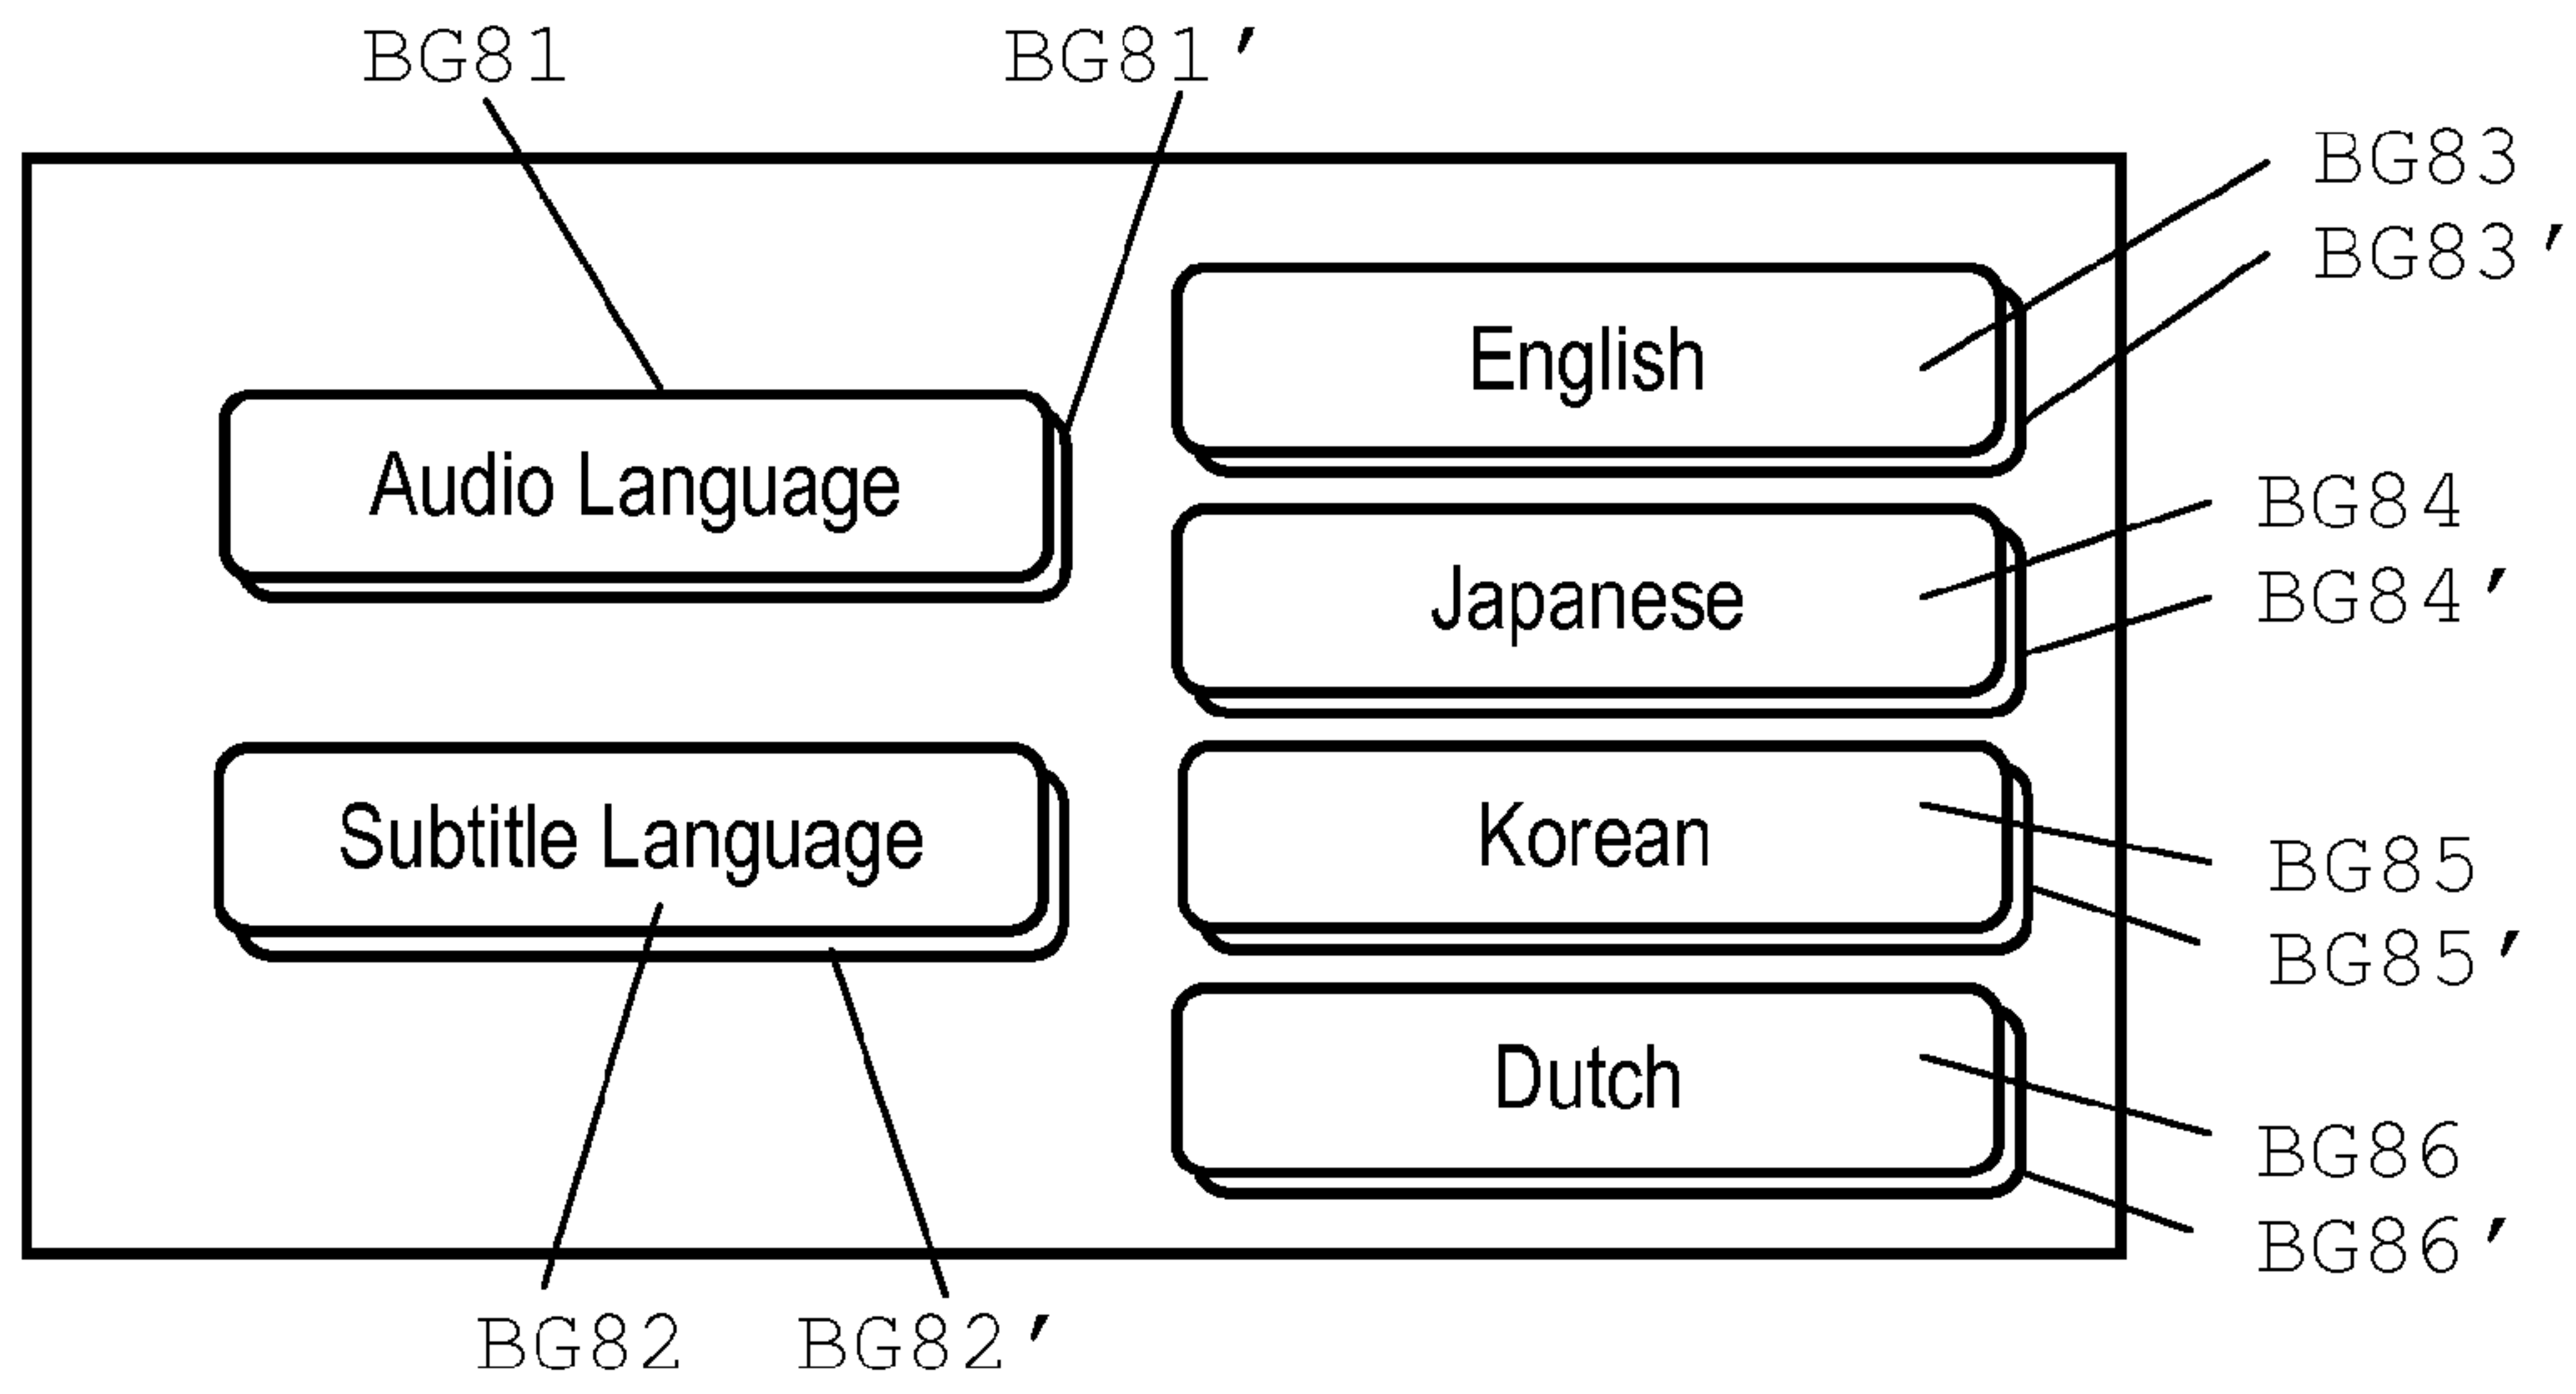 BG81
BG81'
BG83
BG83'
English
Audio Language
BG84
BG84'
Japanese
Subtitle Language
Korean
BG85
BG85'
Dutch
BG86
BG86'
BG82
BG82'